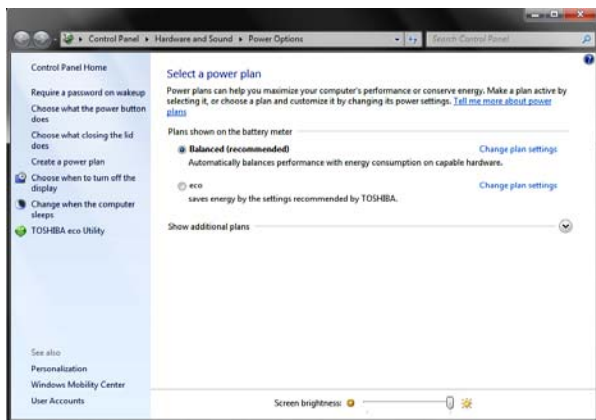 Control Panel ▸ Hardware and Sound ▸ Power Options
Search Control Panel
Control Panel Home
Require a password on wakeup
Choose what the power button
does
Choose what closing the lid
does
Create a power plan
Choose when to turn off the
display
Change when the computer
sleeps
TOSHIBA eco Utility
See also
Personalization
Windows Mobility Center
User Accounts
Select a power plan
Power plans can help you maximize your computer's performance or conserve energy. Make a plan active by
selecting it, or choose a plan and customize it by changing its power settings. Tell me more about power
plans
Plans shown on the battery meter
Balanced (recommended) Change plan settings
Automatically balances performance with energy consumption on capable hardware.
eco Change plan settings
saves energy by the settings recommended by TOSHIBA.
Show additional plans
Screen brightness: